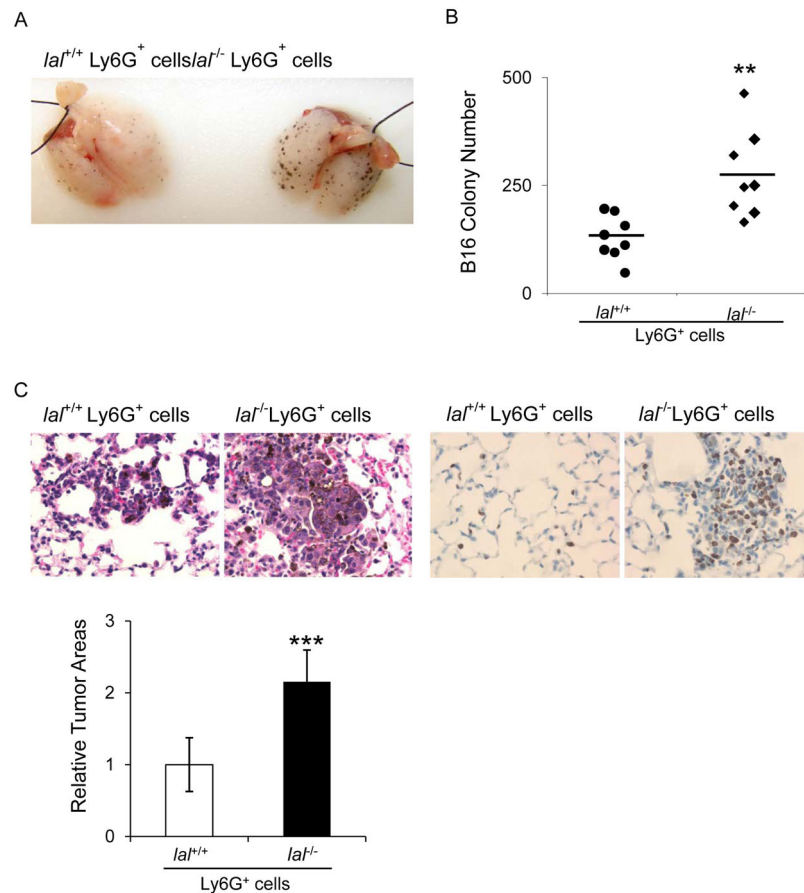 A
lal+/+ Ly6G+ cellslal-/- Ly6G+ cells
B
500
250
0
B16 Colony Number
**
lal+/+
lal-/-
Ly6G+ cells
C
lal+/+ Ly6G+ cells
lal-/-Ly6G+ cells
lal+/+ Ly6G+ cells
lal-/-Ly6G+ cells
3
2
1
0
Relative Tumor Areas
***
lal+/+
lal-/-
Ly6G+ cells